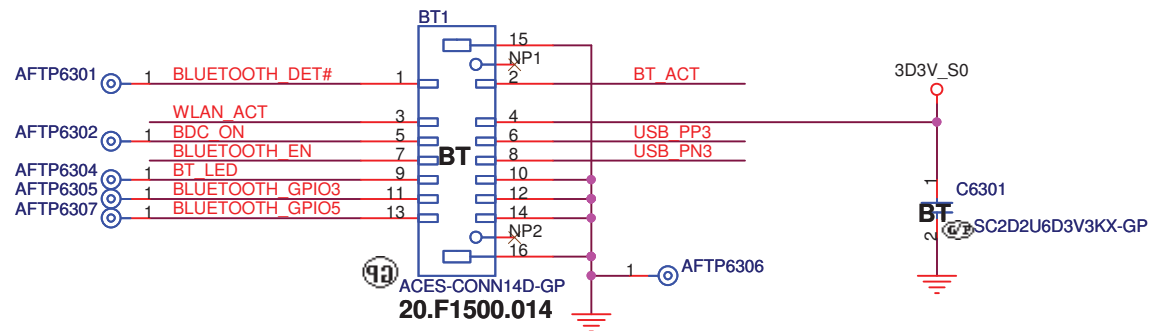 BT1
15
NP1
AFTP6301 1 BLUETOOTH_DET# 1 2 BT_ACT
3D3V_S0
WLAN_ACT 3 4
AFTP6302 1 BDC_ON 5 6 USB_PP3
BLUETOOTH_EN 7 BT 8 USB_PN3
AFTP6304 1 BT_LED 9 10
AFTP6305 1 BLUETOOTH_GPIO3 11 12
AFTP6307 1 BLUETOOTH_GPIO5 13 14
NP2
16
1 C6301
BT
2 G/P SC2D2U6D3V3KX-GP
1 AFTP6306
GP
ACES-CONN14D-GP
20.F1500.014